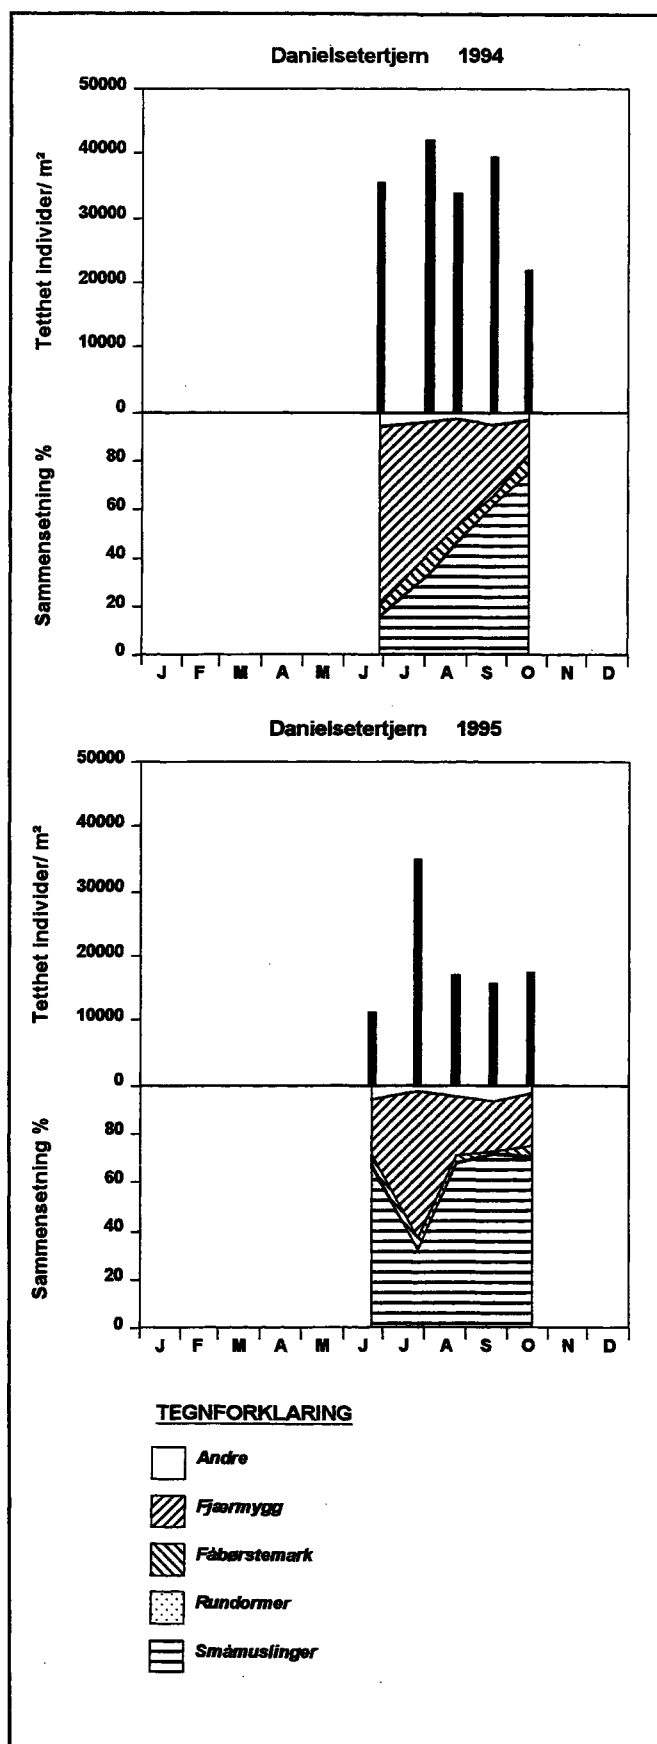 Danielsetertjern 1994
Tetthet individer/ m²
50000
40000
30000
20000
10000
0
Sammensetning %
80
60
40
20
0
J F M A M J J A S O N D
Danielsetertjern 1995
Tetthet individer/ m²
50000
40000
30000
20000
10000
0
Sammensetning %
80
60
40
20
0
J F M A M J J A S O N D
TEGNFORKLARING
Andre
Fjærmygg
Fåbørstemark
Rundormer
Småmuslinger